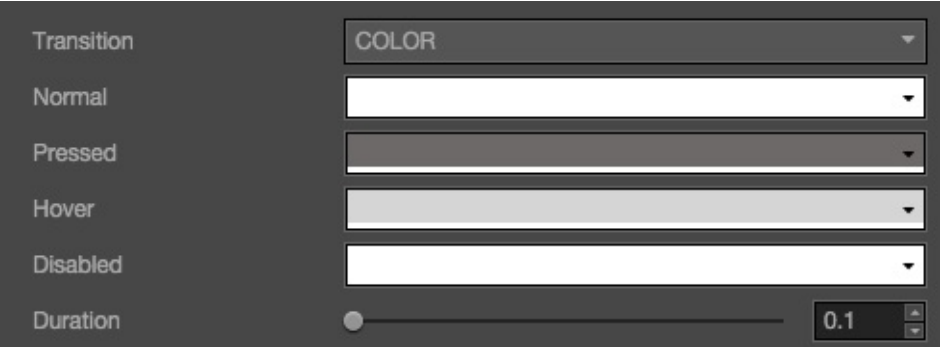 Transition COLOR
Normal
Pressed
Hover
Disabled
Duration 0.1